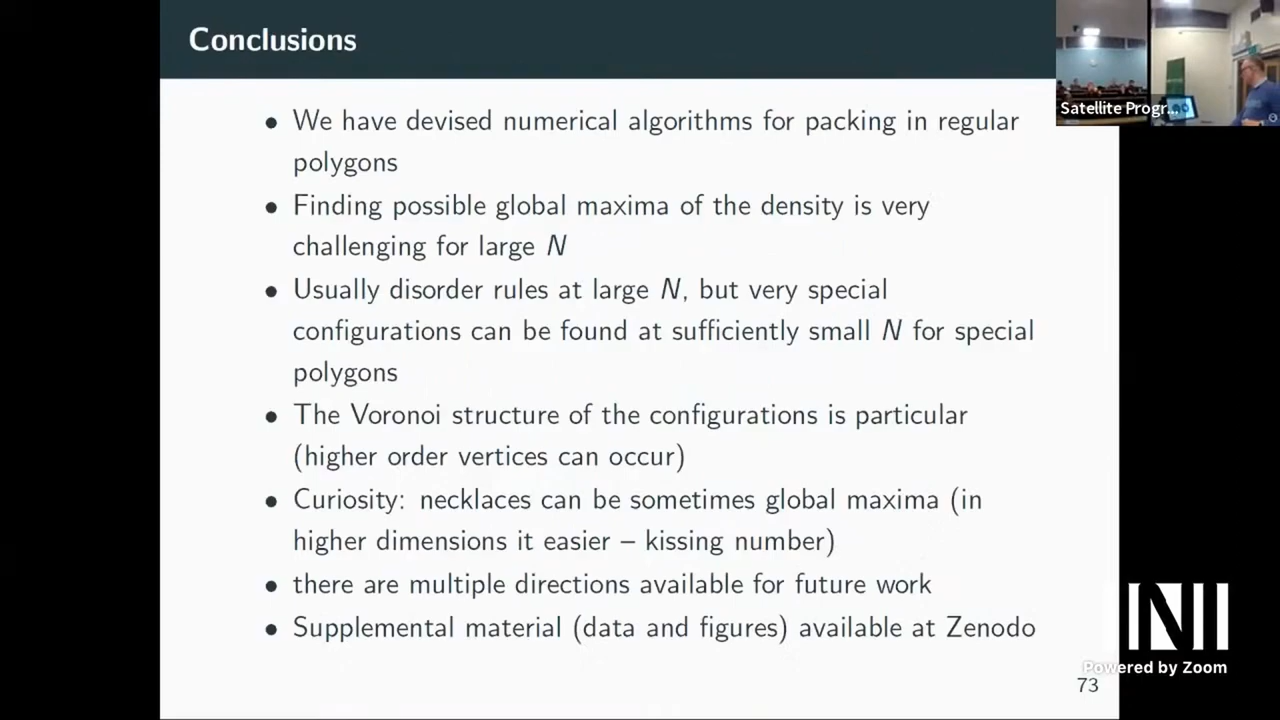 Conclusions
Satellite Progr...
• We have devised numerical algorithms for packing in regular
polygons
• Finding possible global maxima of the density is very
challenging for large N
• Usually disorder rules at large N, but very special
configurations can be found at sufficiently small N for special
polygons
• The Voronoi structure of the configurations is particular
(higher order vertices can occur)
• Curiosity: necklaces can be sometimes global maxima (in
higher dimensions it easier – kissing number)
• there are multiple directions available for future work
• Supplemental material (data and figures) available at Zenodo
Powered by Zoom
73